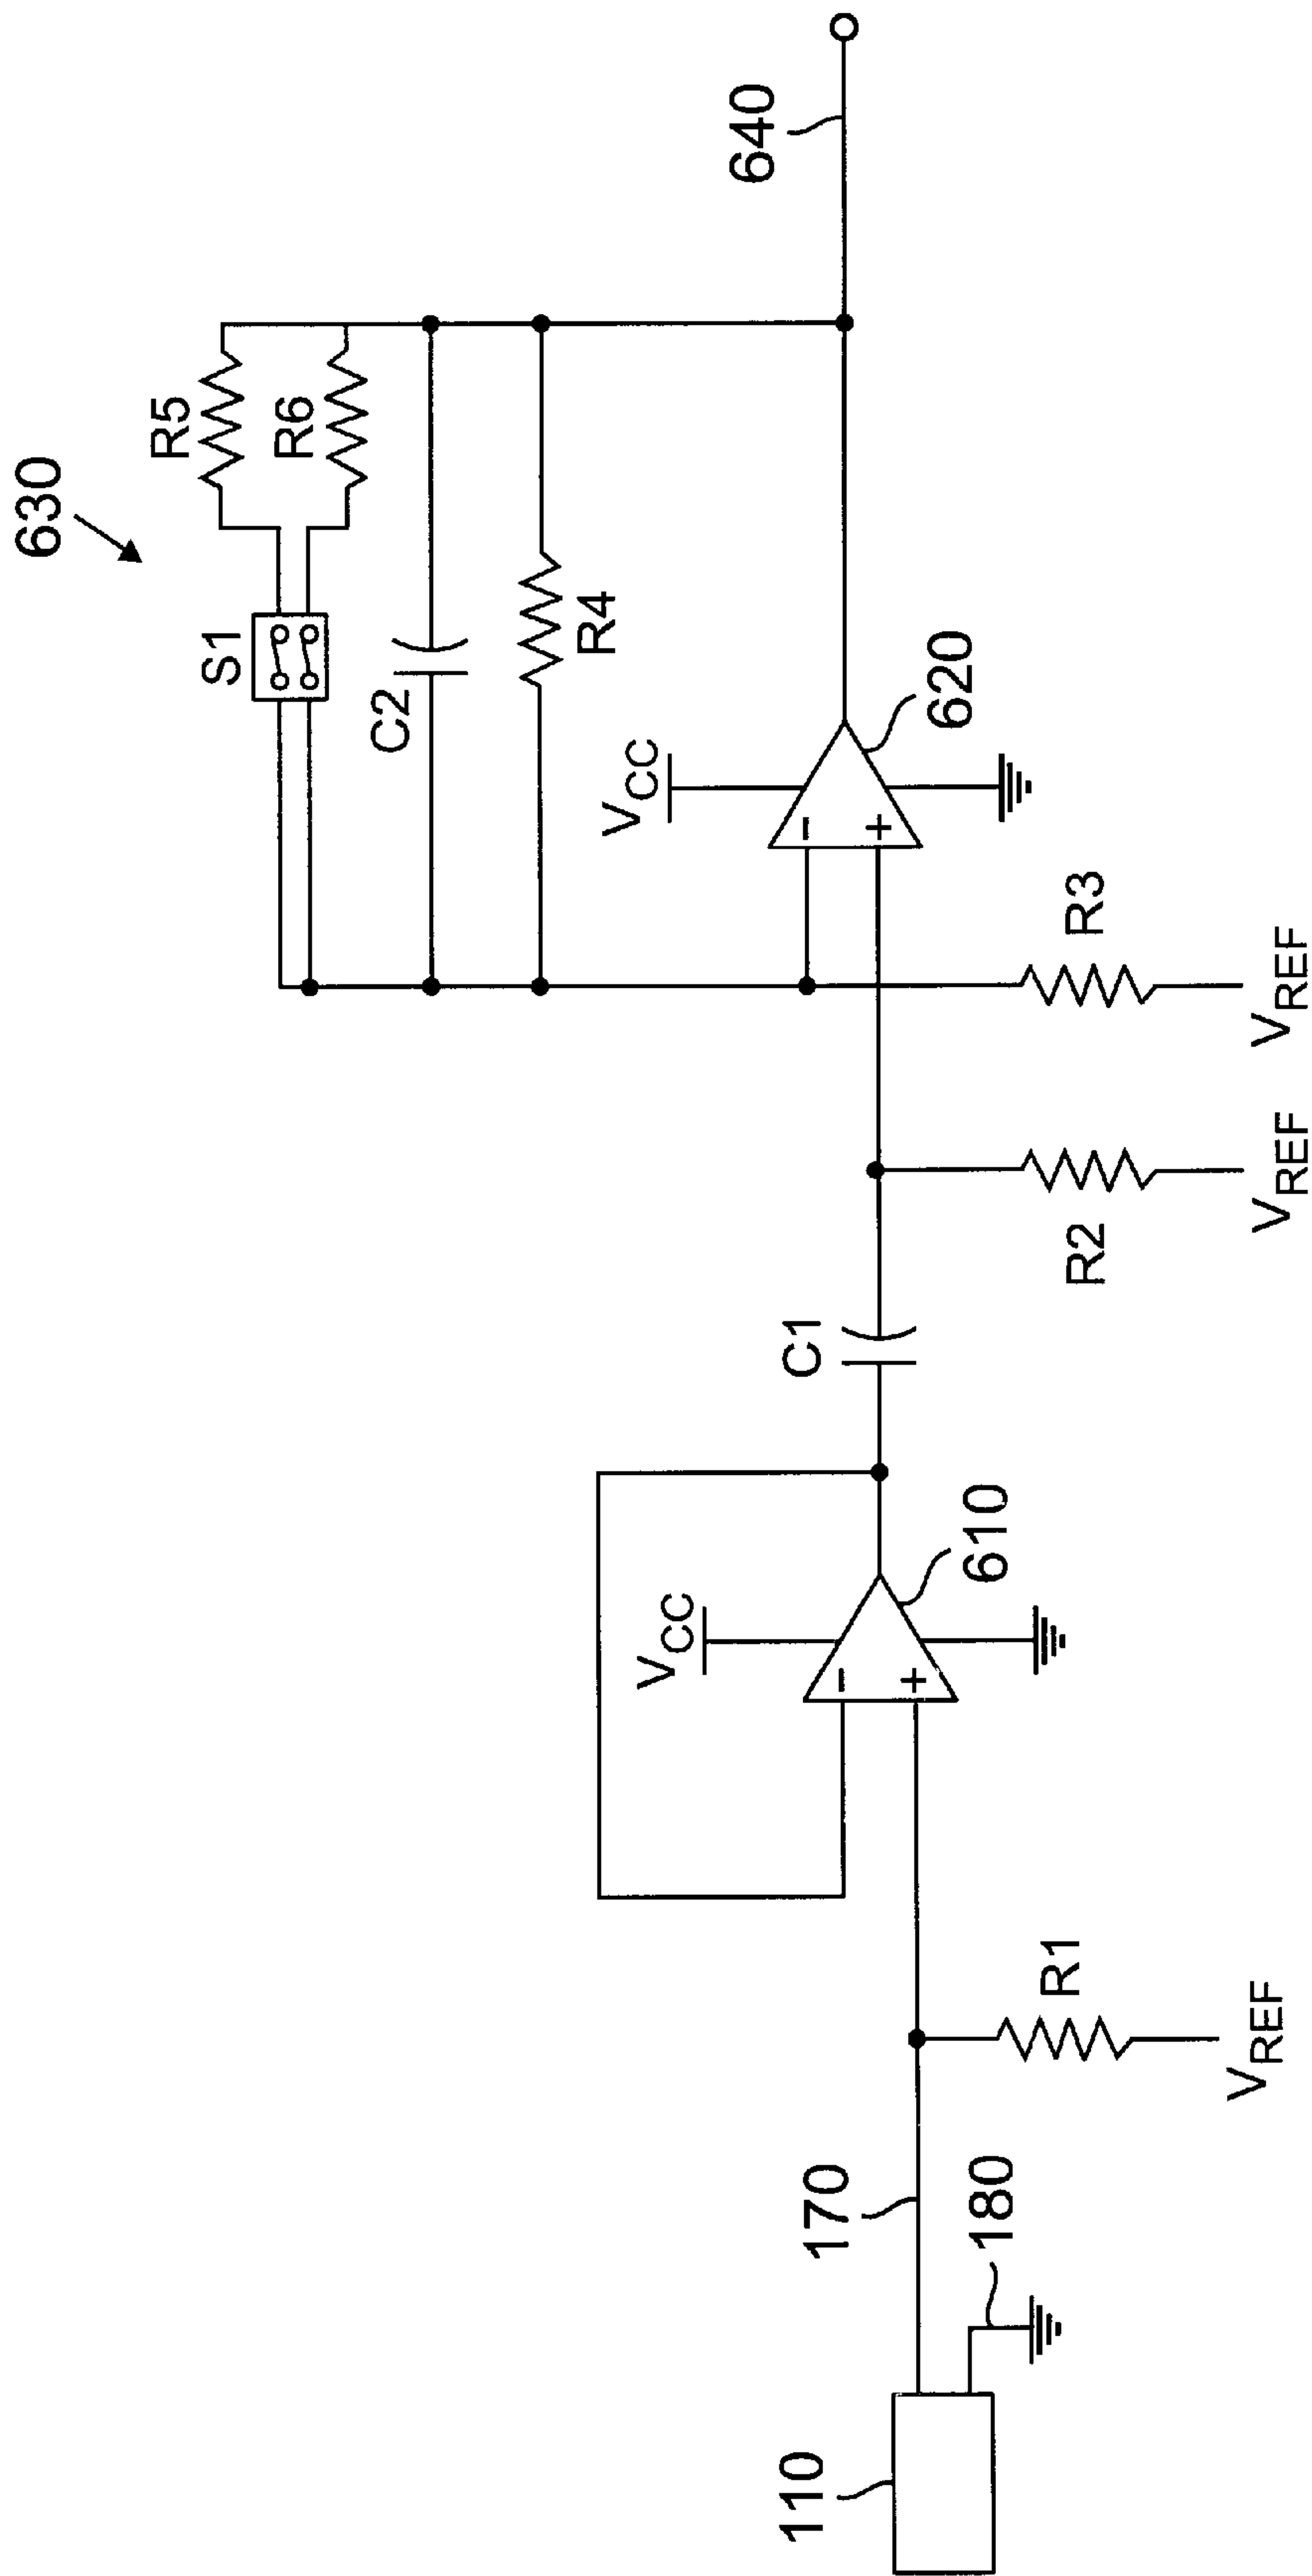 630
R5
R6
S1
C2
R4
640
VCC
620
R3
VREF
R2
VREF
C1
VCC
610
R1
VREF
170
180
110